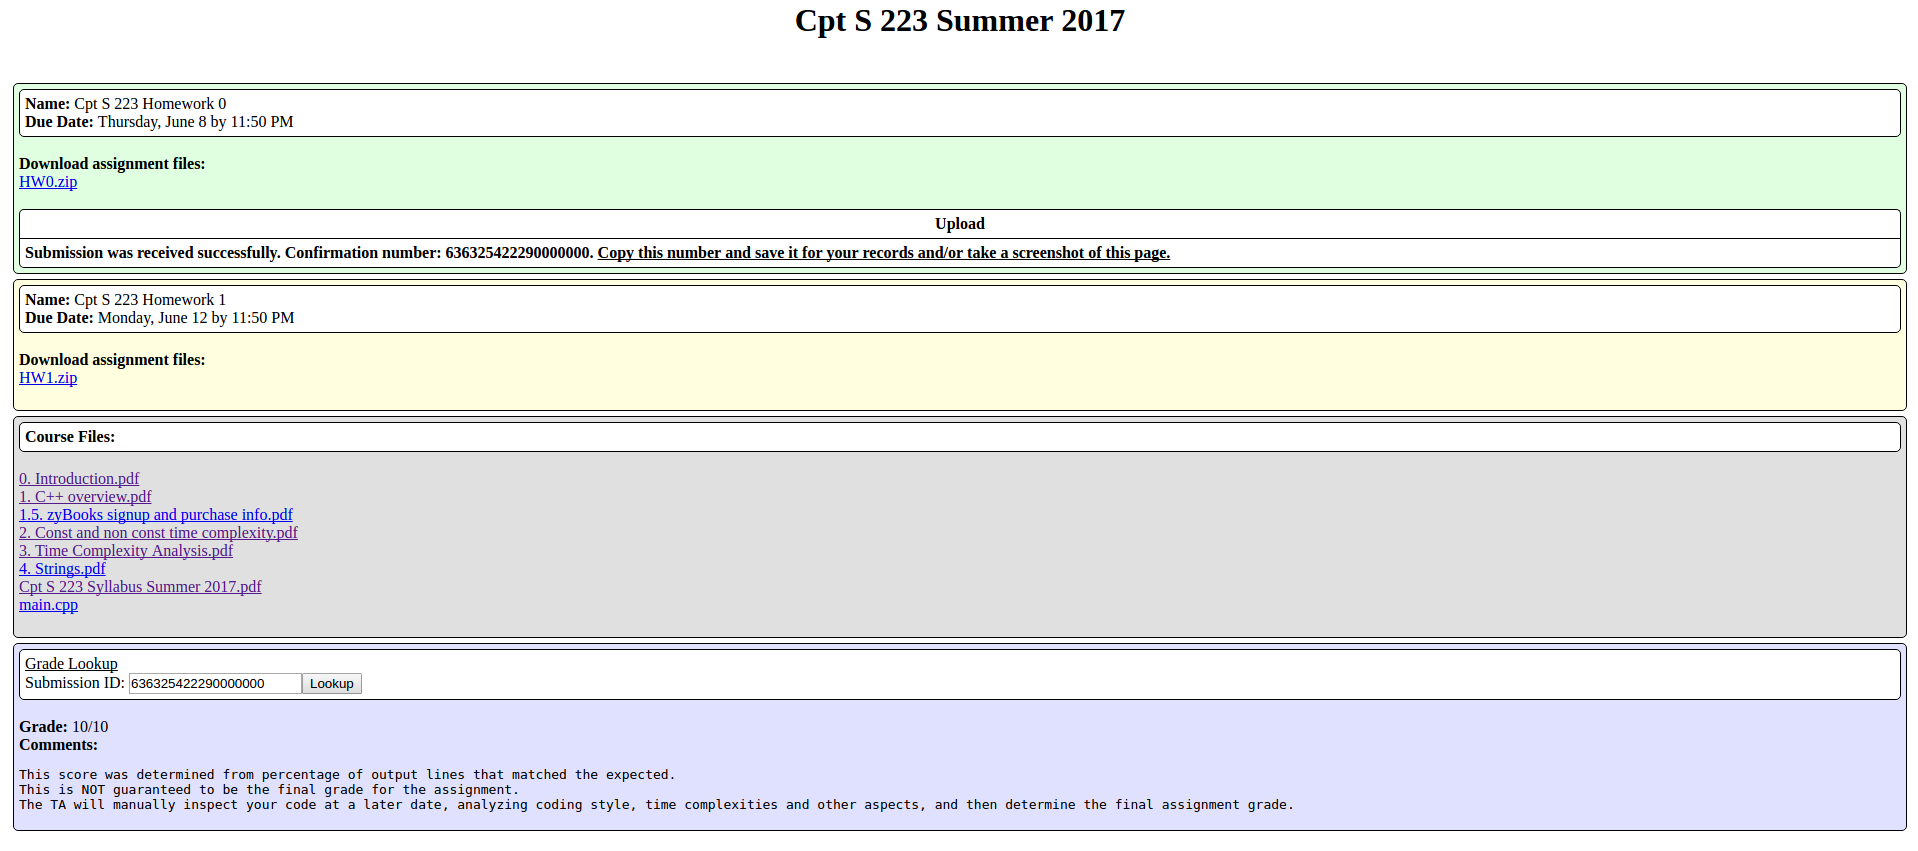 Cpt S 223 Summer 2017
Name: Cpt S 223 Homework 0
Due Date: Thursday, June 8 by 11:50 PM
Download assignment files:
HW0.zip
Upload
Submission was received successfully. Confirmation number: 636325422290000000. Copy this number and save it for your records and/or take a screenshot of this page.
Name: Cpt S 223 Homework 1
Due Date: Monday, June 12 by 11:50 PM
Download assignment files:
HW1.zip
Course Files:
0. Introduction.pdf
1. C++ overview.pdf
1.5. zyBooks signup and purchase info.pdf
2. Const and non const time complexity.pdf
3. Time Complexity Analysis.pdf
4. Strings.pdf
Cpt S 223 Syllabus Summer 2017.pdf
main.cpp
Grade Lookup
Submission ID: 636325422290000000 Lookup
Grade: 10/10
Comments:
This score was determined from percentage of output lines that matched the expected.
This is NOT guaranteed to be the final grade for the assignment.
The TA will manually inspect your code at a later date, analyzing coding style, time complexities and other aspects, and then determine the final assignment grade.